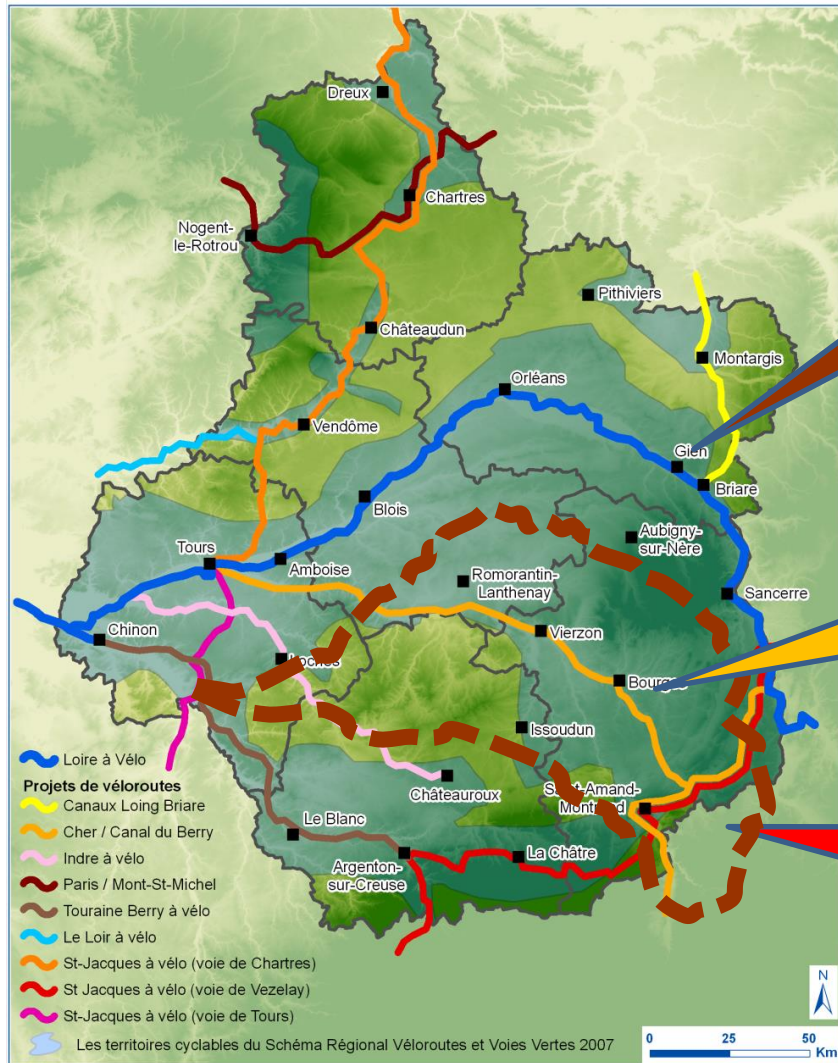 Dreux
Chartres
Nogent-
le-Rotrou
Pithiviers
Châteaudun
Montargis
Orléans
Vendôme
Gien
Briare
Blois
Aubigny-
sur-Nère
Tours
Amboise
Romorantin-
Lanthenay
Sancerre
Chinon
Vierzon
Loches
Bourges
Issoudun
Châteauroux
Saint-Amand-
Montrond
Le Blanc
La Châtre
Argenton-
sur-Creuse
Loire à Vélo
Projets de véloroutes
Canaux Loing Briare
Cher / Canal du Berry
Indre à vélo
Paris / Mont-St-Michel
Touraine Berry à vélo
Le Loir à vélo
St-Jacques à vélo (voie de Chartres)
St Jacques à vélo (voie de Vezelay)
St-Jacques à vélo (voie de Tours)
Les territoires cyclables du Schéma Régional Véloroutes et Voies Vertes 2007
N
0 25 50
Km